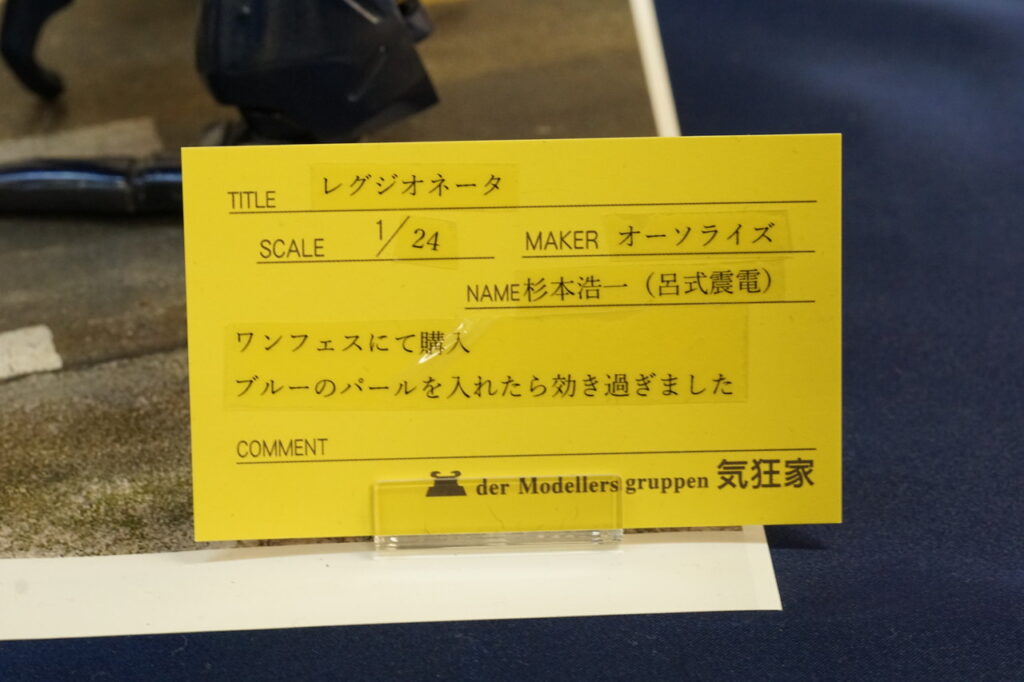 TITLE レグジオネータ
SCALE 1/24 MAKER オーソライズ
NAME 杉本浩一（呂式震電）
ワンフェスにて購入
ブルーのパールを入れたら効き過ぎました
COMMENT
der Modellers gruppen 気狂家